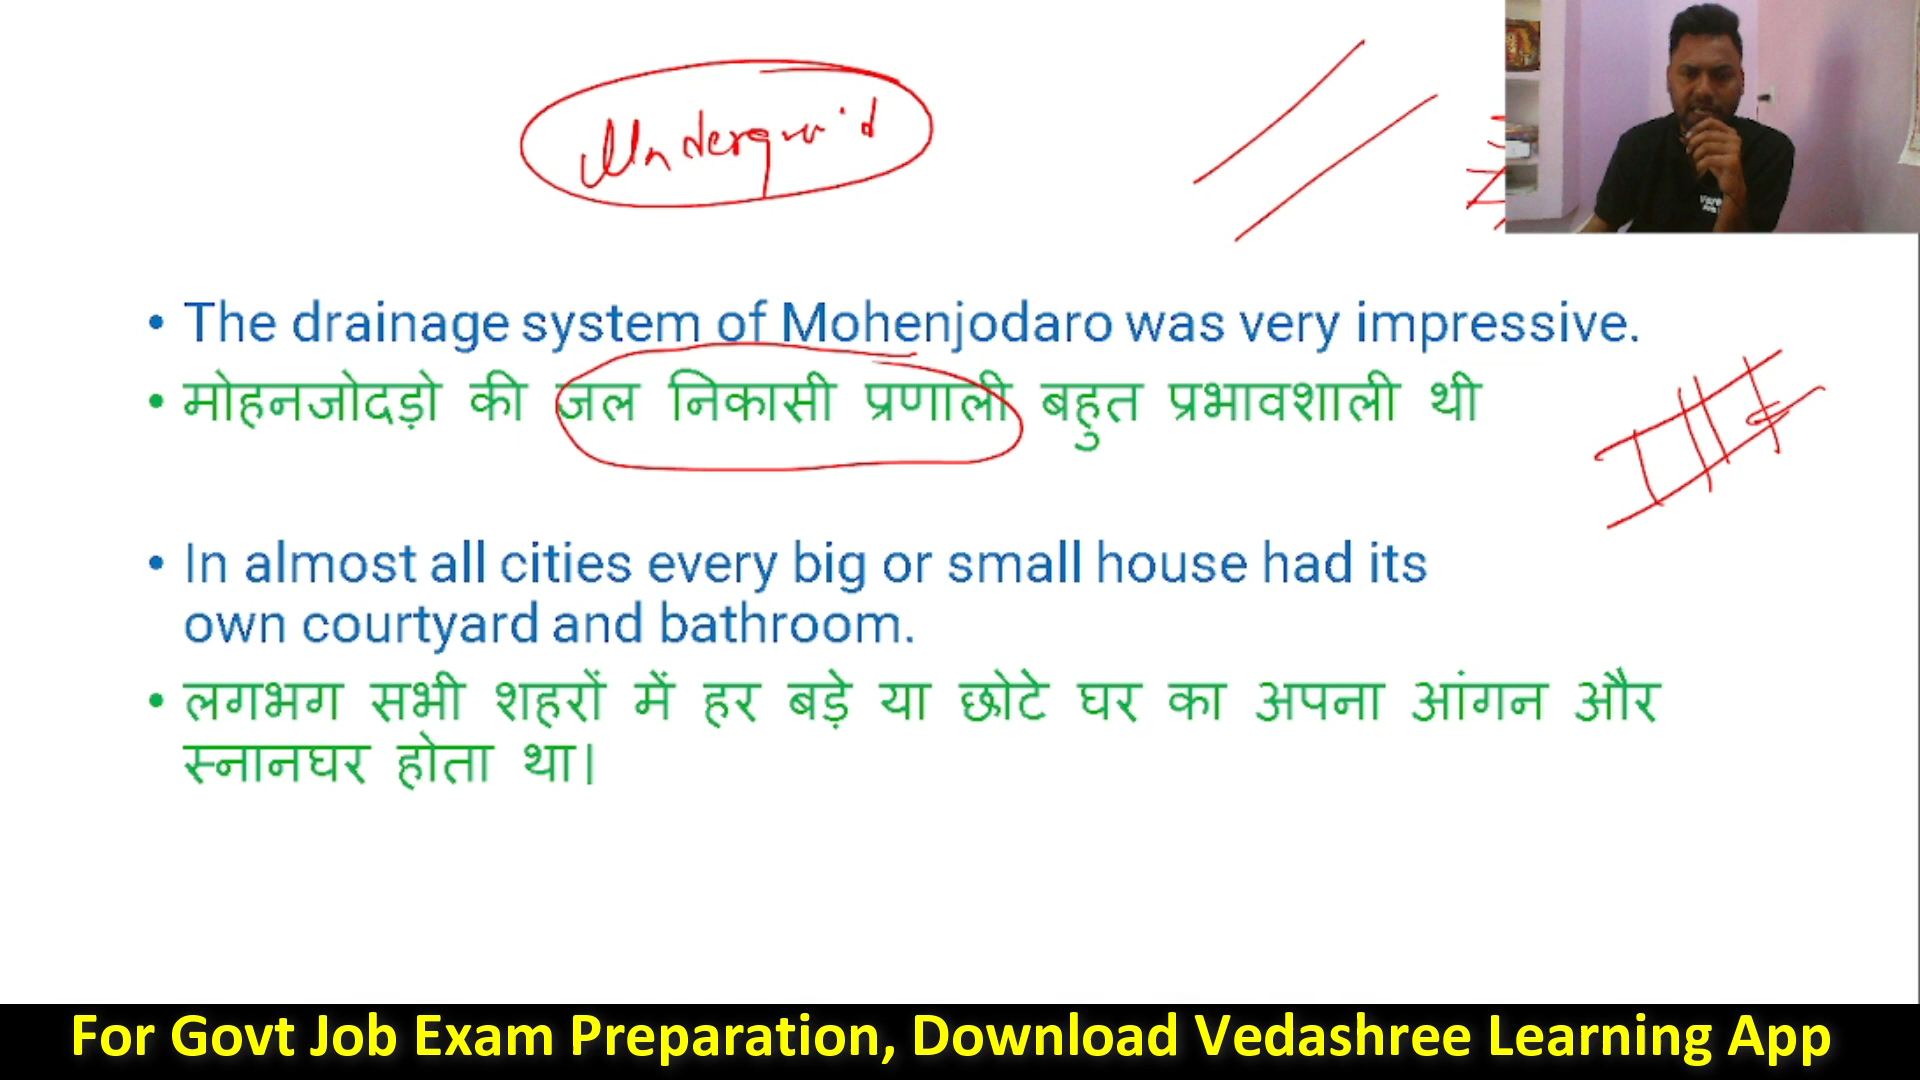 The drainage system of Mohenjodaro was very impressive.
मोहनजोदड़ो की जल निकासी प्रणाली बहुत प्रभावशाली थी
In almost all cities every big or small house had its
own courtyard and bathroom.
लगभग सभी शहरों में हर बड़े या छोटे घर का अपना आंगन और
स्नानघर होता था।
For Govt Job Exam Preparation, Download Vedashree Learning App